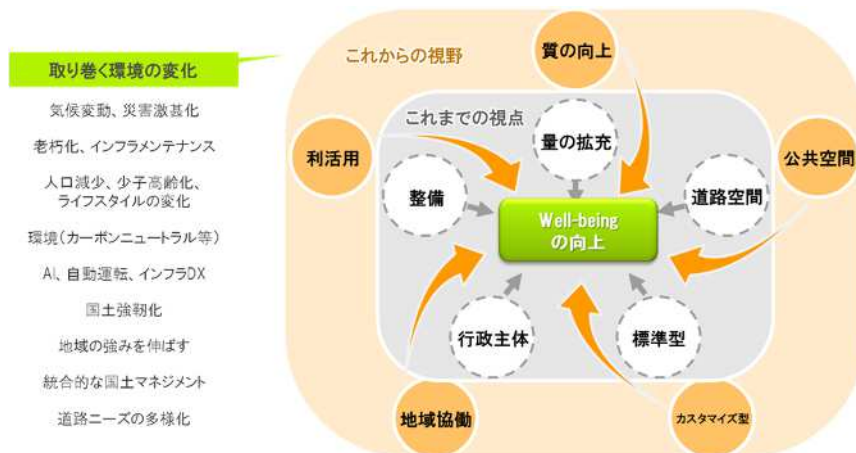 取り巻く環境の変化
気候変動、災害激甚化
老朽化、インフラメンテナンス
人口減少、少子高齢化、
ライフスタイルの変化
環境(カーボンニュートラル等)
AI、自動運転、インフラDX
国土強靭化
地域の強みを伸ばす
統合的な国土マネジメント
道路ニーズの多様化
これからの視野
質の向上
これまでの視点
量の拡充
利活用
公共空間
整備
道路空間
Well-being
の向上
行政主体
標準型
地域協働
カスタマイズ型